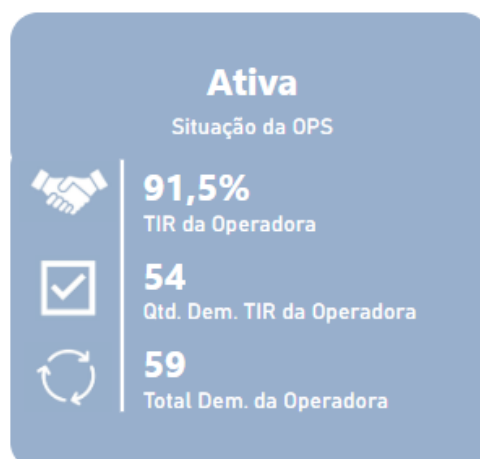 Ativa
Situação da OPS
91,5%
TIR da Operadora
54
Qtd. Dem. TIR da Operadora
59
Total Dem. da Operadora